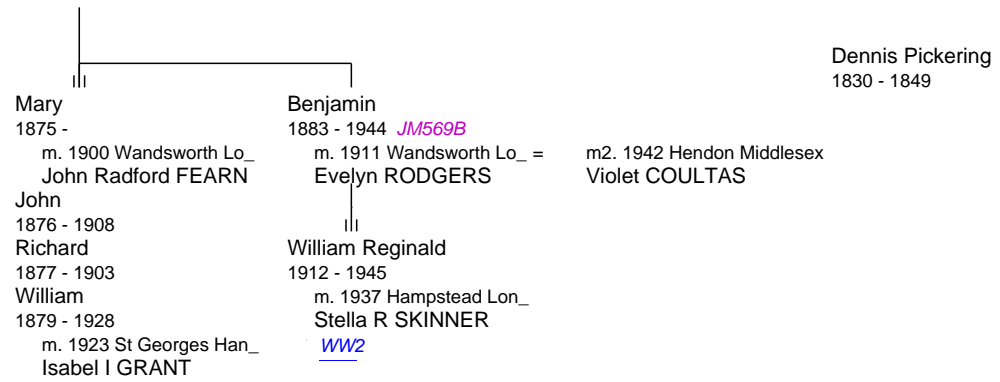 Dennis Pickering
1830 - 1849
Mary
1875 -
m. 1900 Wandsworth Lo_
John Radford FEARN
John
1876 - 1908
Richard
1877 - 1903
William
1879 - 1928
m. 1923 St Georges Han_
Isabel I GRANT
Benjamin
1883 - 1944 JM569B
m. 1911 Wandsworth Lo_ =
Evelyn RODGERS
m2. 1942 Hendon Middlesex
Violet COULTAS
William Reginald
1912 - 1945
m. 1937 Hampstead Lon_
Stella R SKINNER
WW2